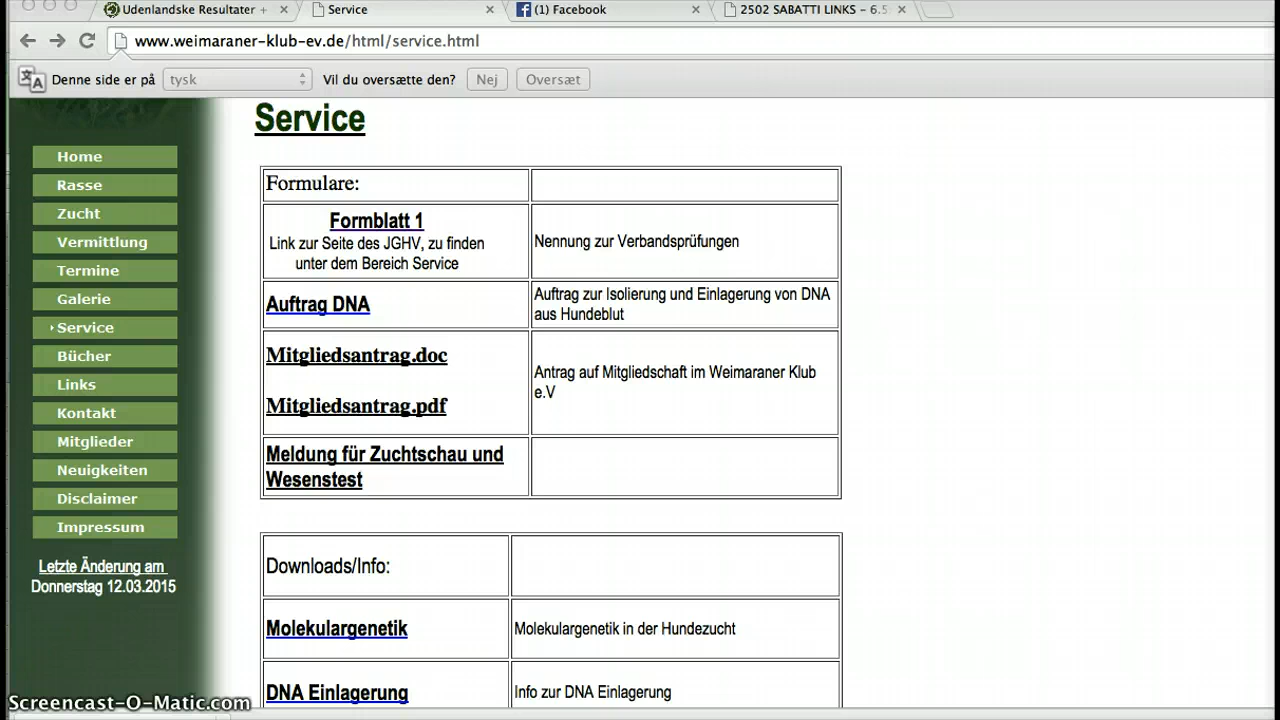 Udenlandske Resultater +
Service
(1) Facebook
2502 SABATTI LINKS – 6.5
www.weimaraner-klub-ev.de/html/service.html
Denne side er på tysk Vil du oversætte den? Nej Oversæt
Service
Home
Rasse
Zucht
Vermittlung
Termine
Galerie
Service
Bücher
Links
Kontakt
Mitglieder
Neuigkeiten
Disclaimer
Impressum
Letzte Änderung am
Donnerstag 12.03.2015
Formulare:
Formblatt 1
Link zur Seite des JGHV, zu finden
unter dem Bereich Service
Nennung zur Verbandsprüfungen
Auftrag DNA
Auftrag zur Isolierung und Einlagerung von DNA
aus Hundeblut
Mitgliedsantrag.doc
Mitgliedsantrag.pdf
Antrag auf Mitgliedschaft im Weimaraner Klub
e.V
Meldung für Zuchtschau und
Wesenstest
Downloads/Info:
Molekulargenetik
Molekulargenetik in der Hundezucht
DNA Einlagerung
Info zur DNA Einlagerung
Screencast-O-Matic.com